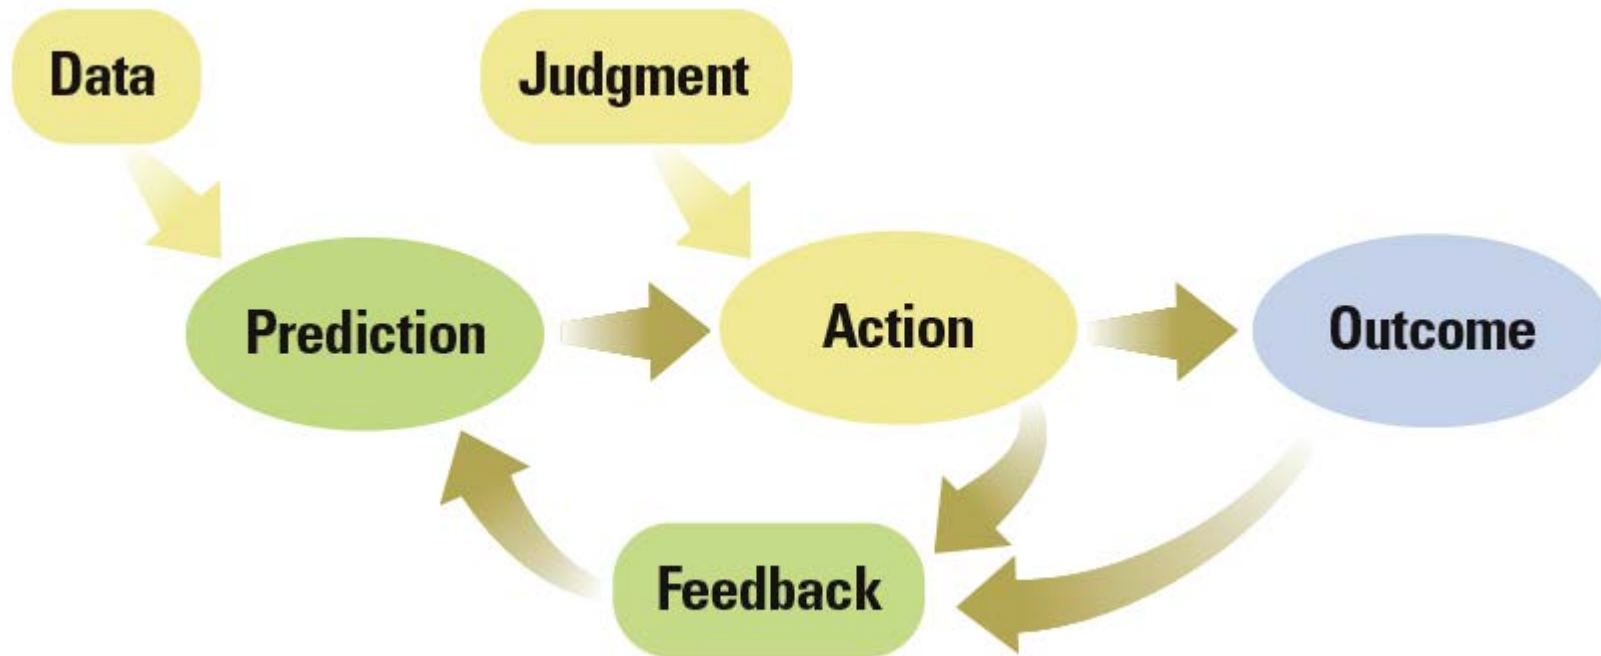 Data
Judgment
Prediction
Action
Outcome
Feedback